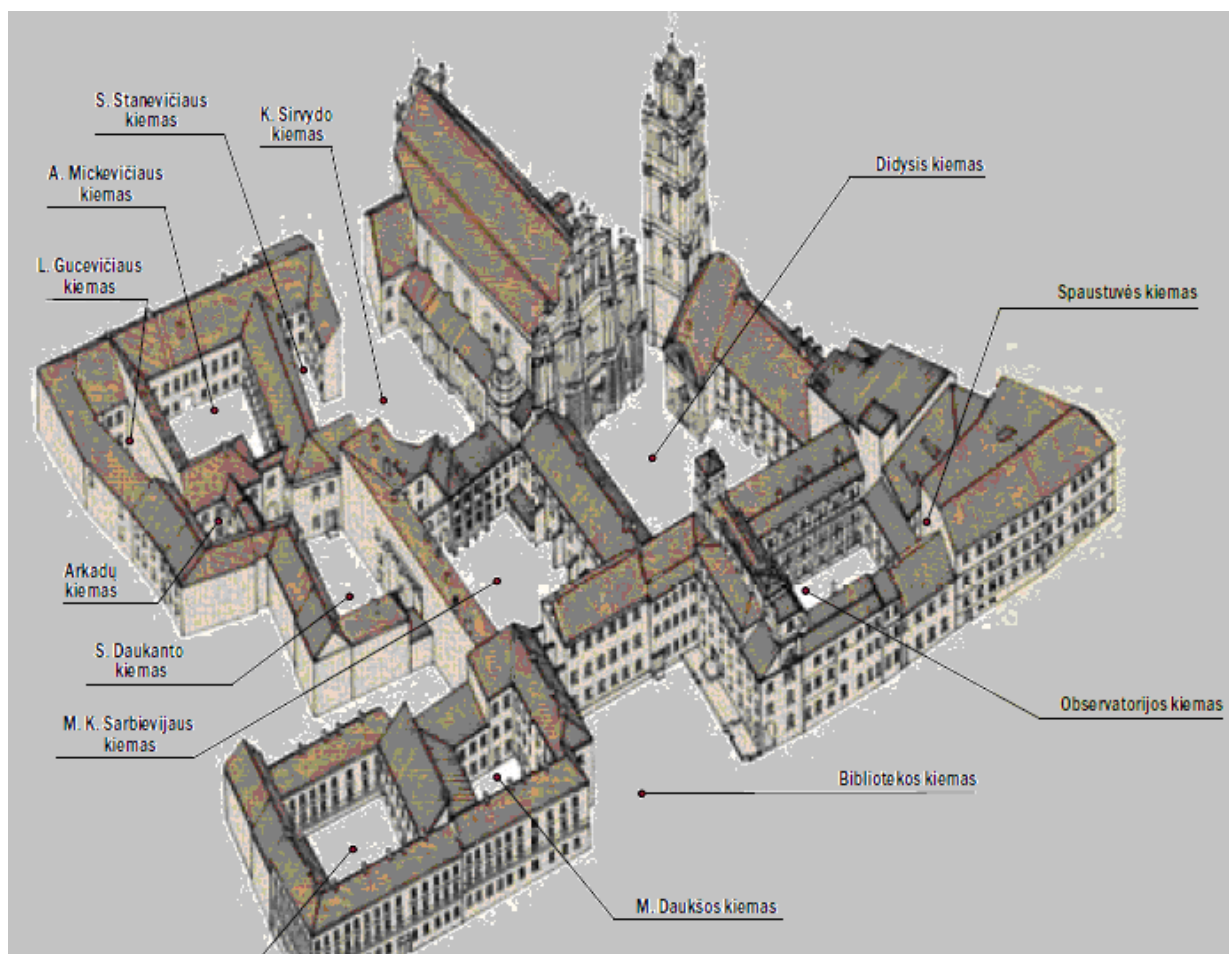 S. Stanevičiaus
kiemas
K. Sirvydo
kiemas
A. Mickevičiaus
kiemas
Didysis kiemas
L. Gucevičiaus
kiemas
Spaustuvės kiemas
Arkadų
kiemas
S. Daukanto
kiemas
M. K. Sarbievijaus
kiemas
Observatorijos kiemas
Bibliotekos kiemas
M. Daukšos kiemas